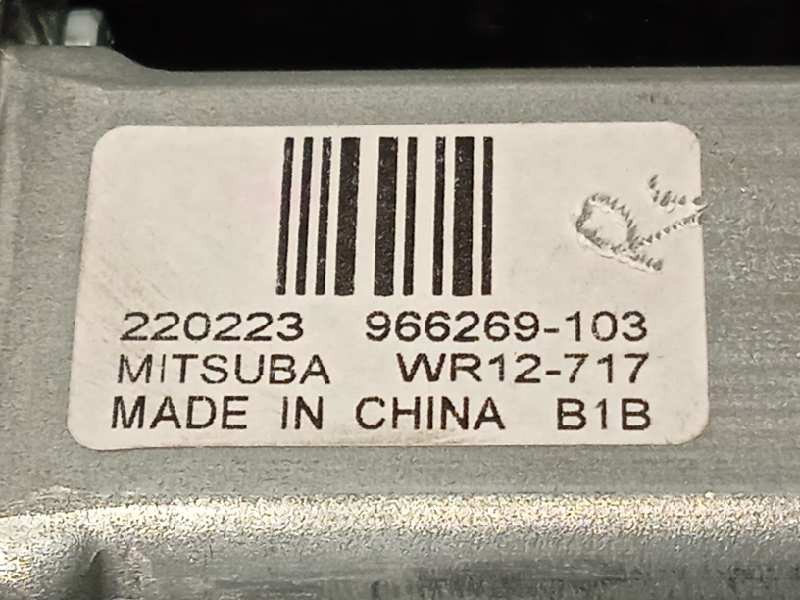 220223 966269-103
MITSUBA WR12-717
MADE IN CHINA B1B